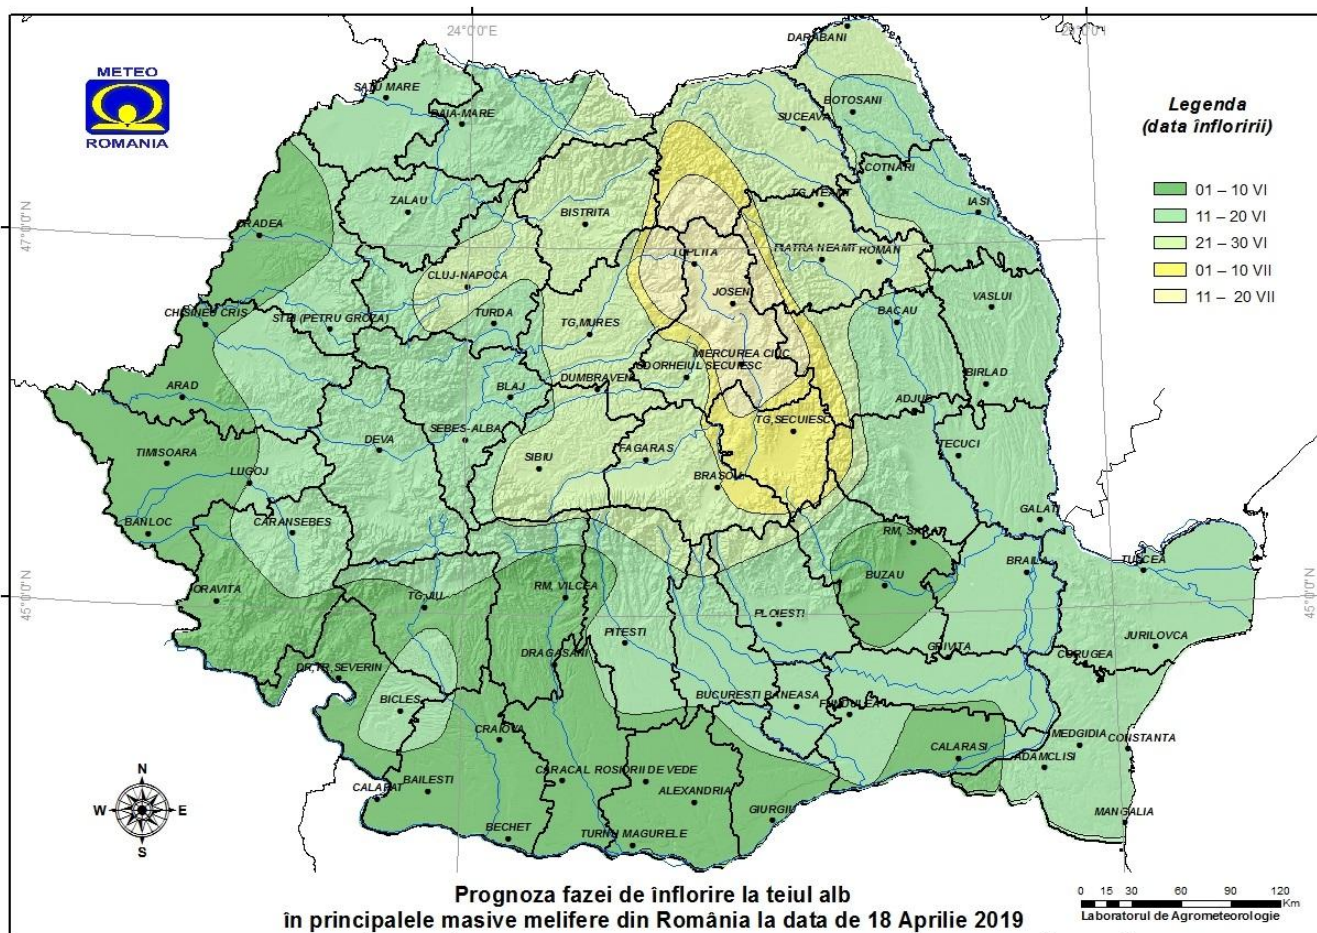 24°0'0"E
METEO
ROMANIA
Legenda
(data înfloririi)
01 – 10 VI
11 – 20 VI
21 – 30 VI
01 – 10 VII
11 – 20 VII
DARABANI
SATU MARE
BAIA-MARE
BOTOSANI
SUCEAVA
COTNARI
ZALAU
BISTRITA
TG,NEAMT
IASI
ORADEA
47°0'0"N
CLUJ-NAPOCA
TOPLITA
PIATRA NEAMT
ROMAN
JOSENI
VASLUI
CHISINEU CRIS
STEI (PETRU GROZA)
TURDA
TG,MURES
BACAU
MIERCUREA CIUC
ODORHEIUL SECUIESC
ARAD
BLAJ
DUMBRAVENI
BIRLAD
ADJUD
TG,SECUIESC
DEVA
SEBES-ALBA
TIMISOARA
SIBIU
FAGARAS
TECUCI
LUGOJ
BRASOV
BANLOC
CARANSEBES
GALATI
RM, SARAT
BRAILA
TULCEA
BUZAU
45°0'0"N
45°0'0"N
ORAVITA
TG,JIU
RM, VILCEA
PLOIESTI
PITESTI
JURILOVCA
GRIVITA
CORUGEA
DR,TR,SEVERIN
DRAGASANI
BICLES
BUCURESTI BANEASA
FUNDULEA
CRAIOVA
CALARASI
MEDGIDIA
CONSTANTA
ADAMCLISI
BAILESTI
CARACAL
ROSIORII DE VEDE
CALAFAT
ALEXANDRIA
GIURGIU
MANGALIA
BECHET
TURNU MAGURELE
N
W
E
S
Prognoza fazei de înflorire la teiul alb
în principalele masive melifere din România la data de 18 Aprilie 2019
0 15 30 60 90 120
Km
Laboratorul de Agrometeorologie